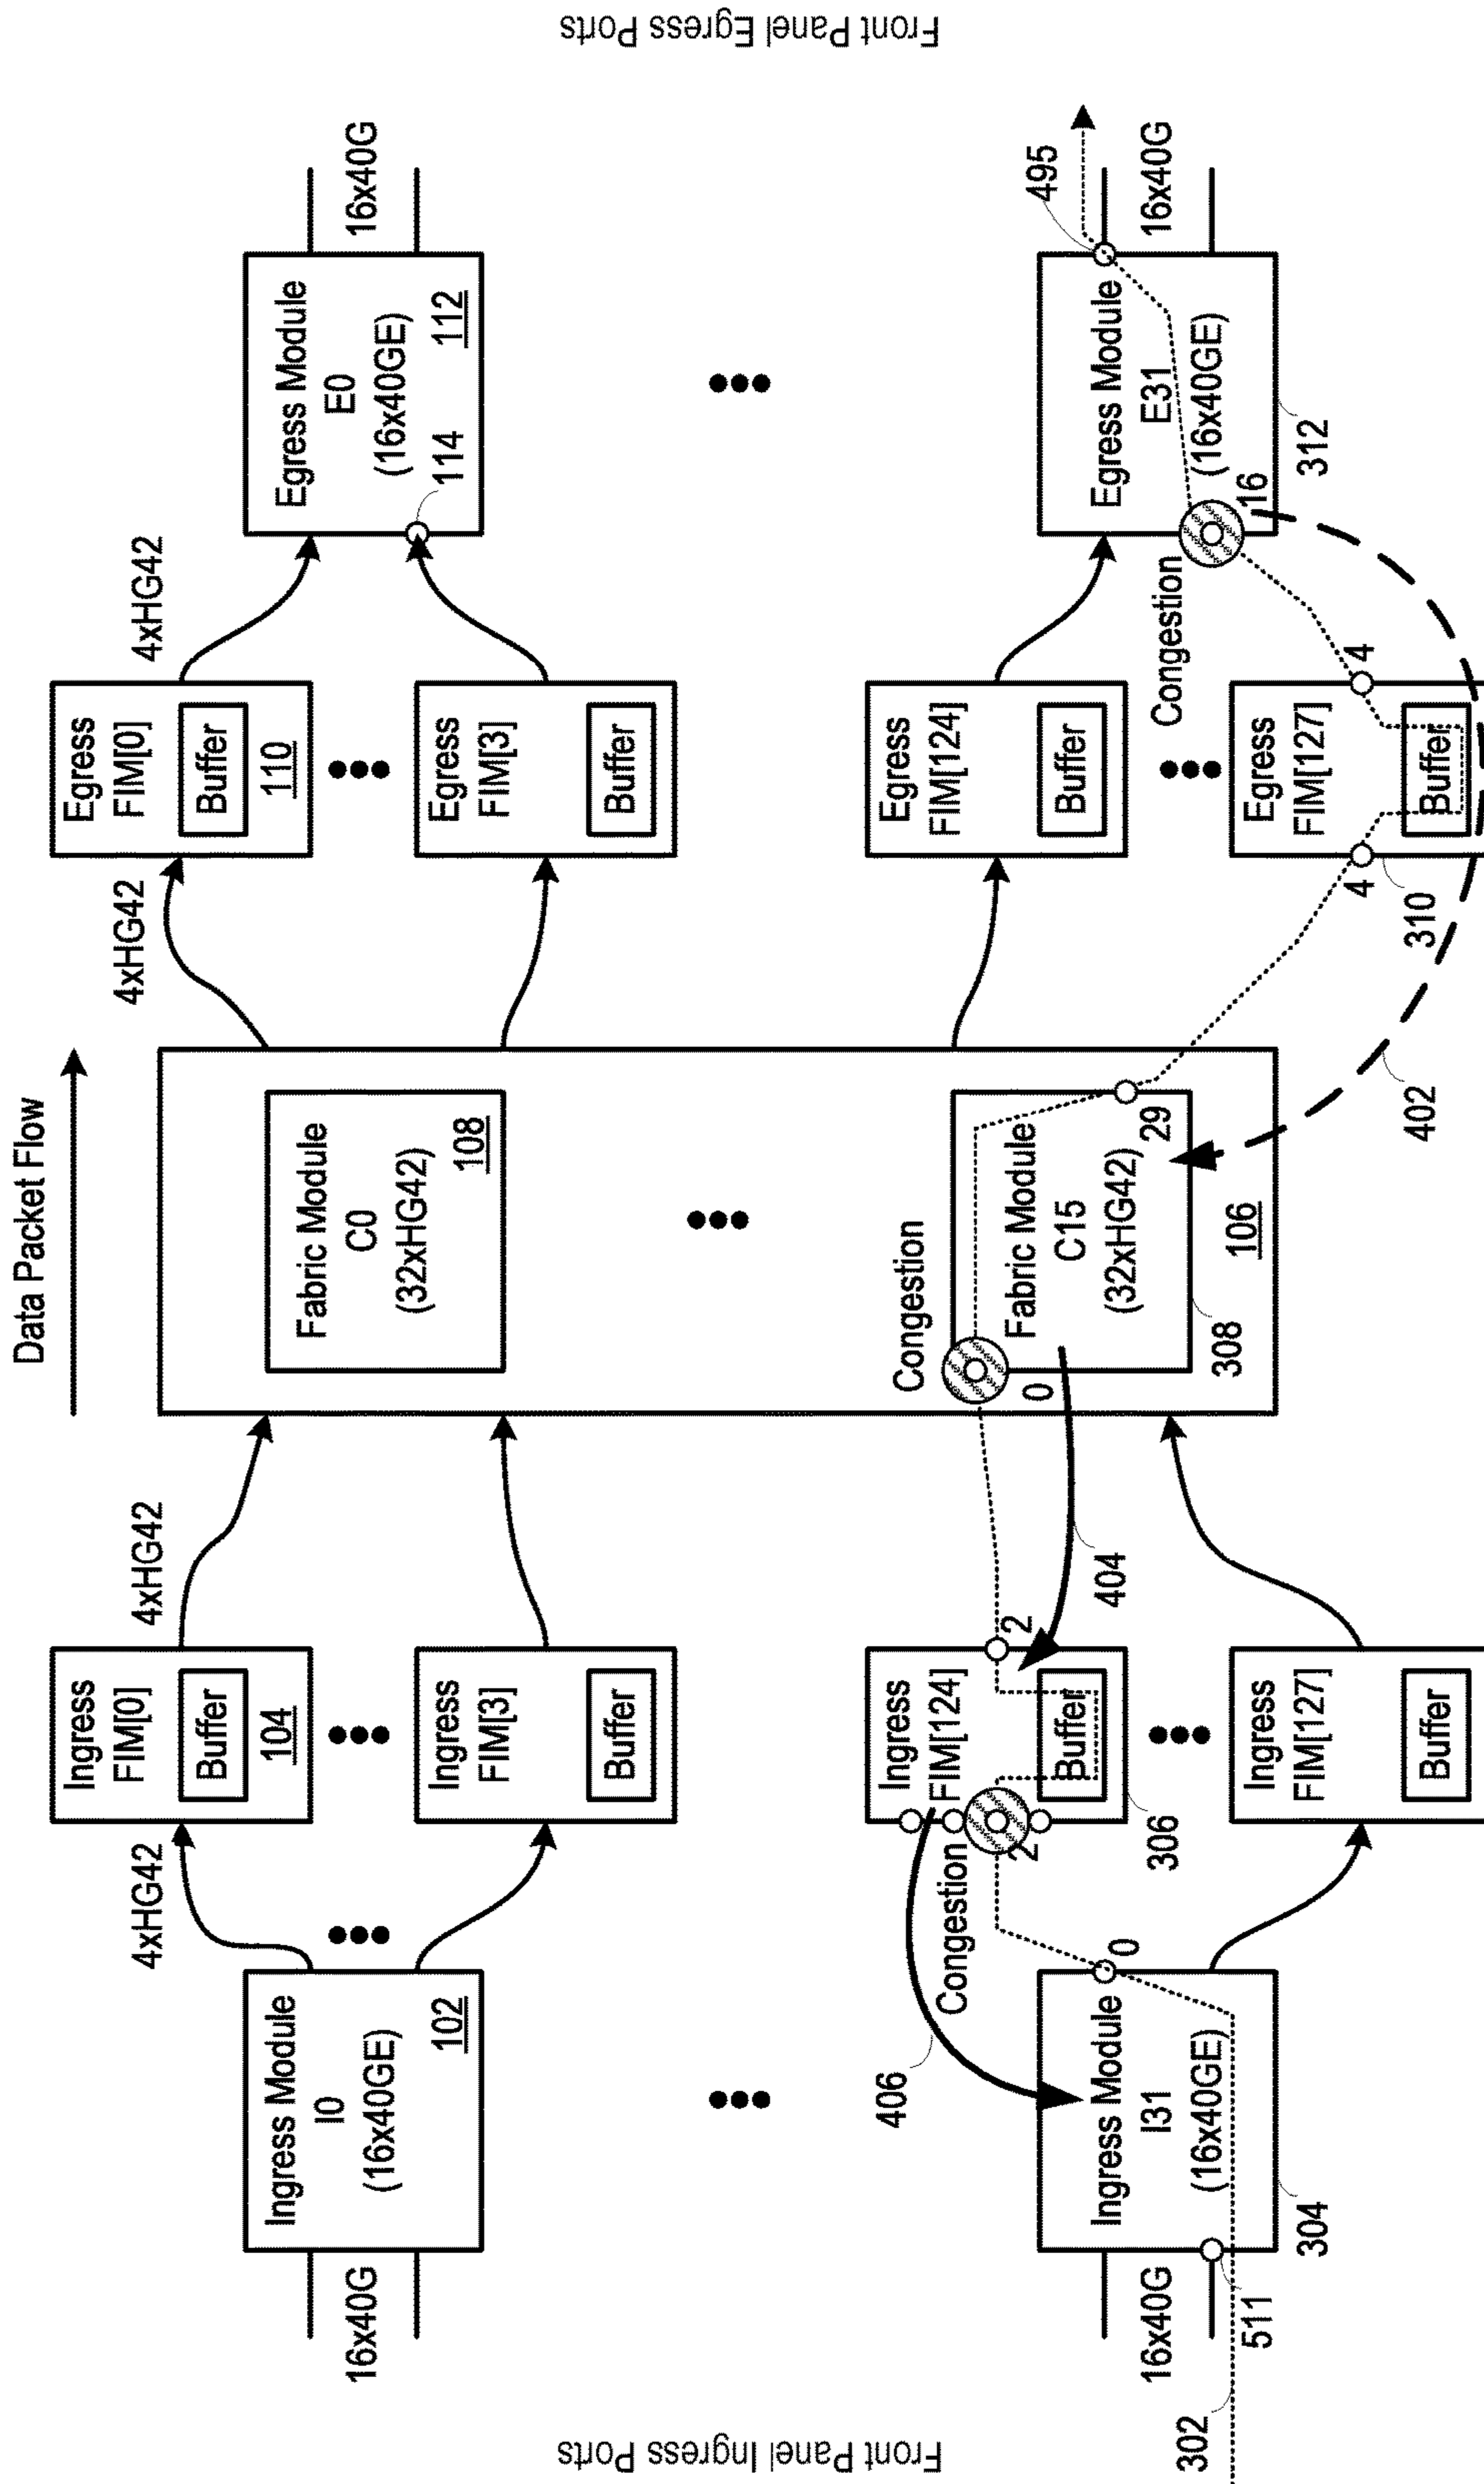 Data Packet Flow
Front Panel Ingress Ports
16x40G
Ingress Module
I0
(16x40GE)
102
4xHG42
Ingress
FIM[0]
Buffer
104
Ingress
FIM[3]
Buffer
4xHG42
Fabric Module
C0
(32xHG42)
108
4xHG42
Egress
FIM[0]
Buffer
110
Egress
FIM[3]
Buffer
4xHG42
Egress Module
E0
(16x40GE)
112
114
16x40G
302
16x40G
511
Ingress Module
I31
(16x40GE)
304
0
406
Congestion
2
Ingress
FIM[124]
Buffer
306
2
Ingress
FIM[127]
Buffer
404
Congestion
0
Fabric Module
C15
(32xHG42)
308
29
106
402
Egress
FIM[124]
Buffer
4
Egress
FIM[127]
Buffer
310
4
Congestion
16
Egress Module
E31
(16x40GE)
312
495
16x40G
Front Panel Egress Ports